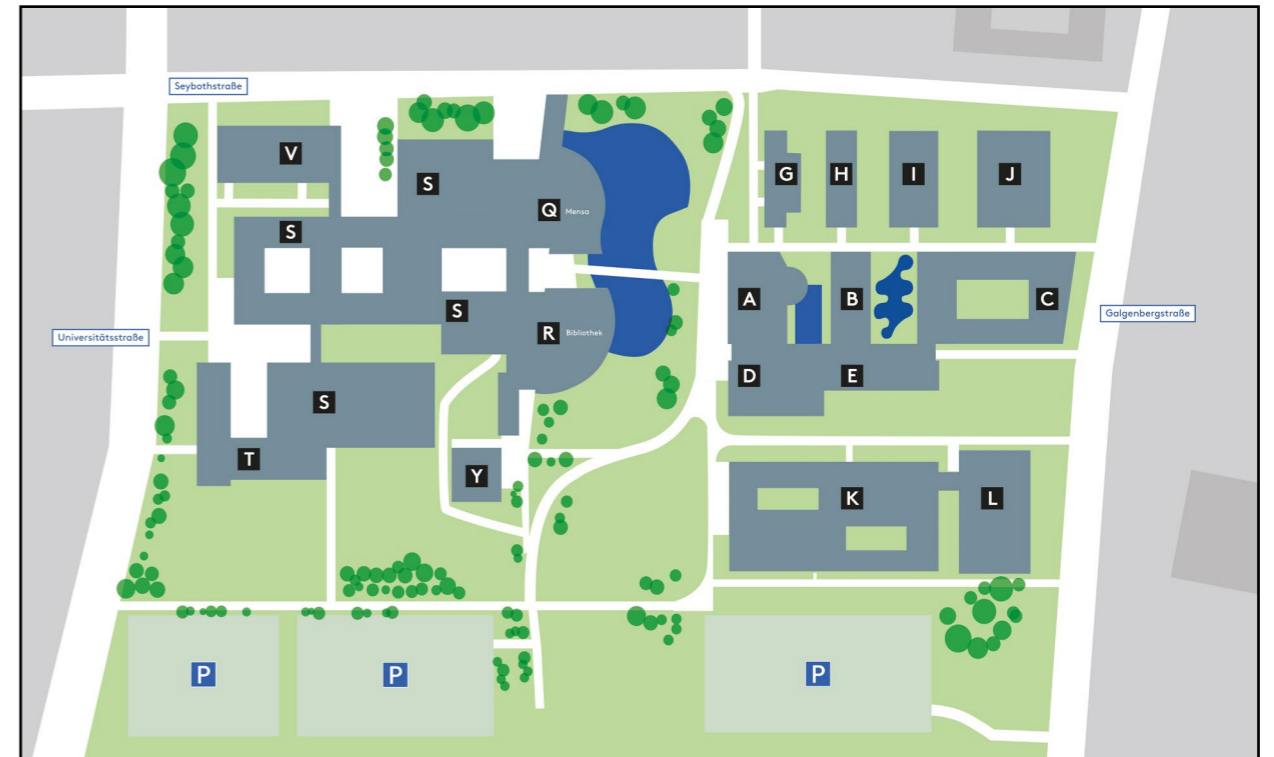 Seybothstraße
V
S
G
H
I
J
Q Mensa
S
A
B
C
S
Galgenbergstraße
Universitätsstraße
R Bibliothek
D
E
S
T
Y
K
L
P
P
P